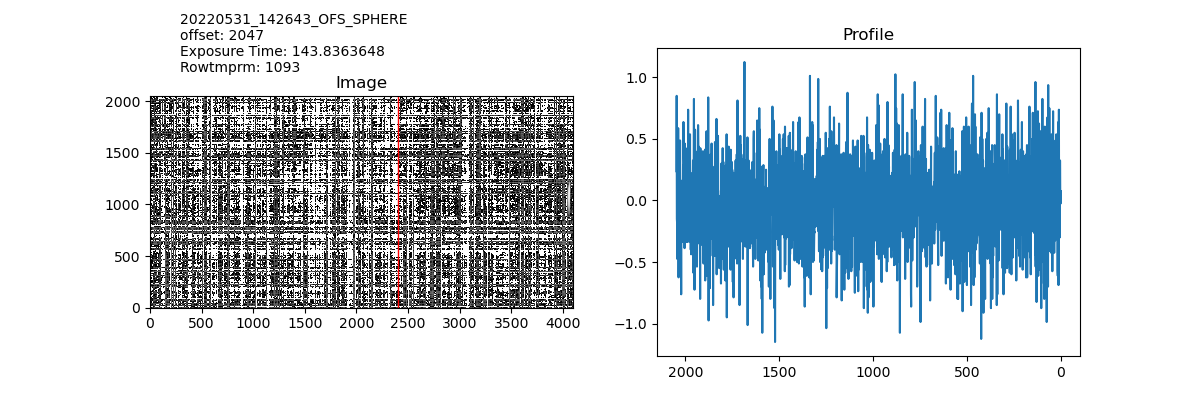 20220531_142643_OFS_SPHERE
offset: 2047
Exposure Time: 143.8363648
Rowtmprm: 1093
Image
2000
1500
1000
500
0
0 500 1000 1500 2000 2500 3000 3500 4000
Profile
1.0
0.5
0.0
−0.5
−1.0
2000 1500 1000 500 0